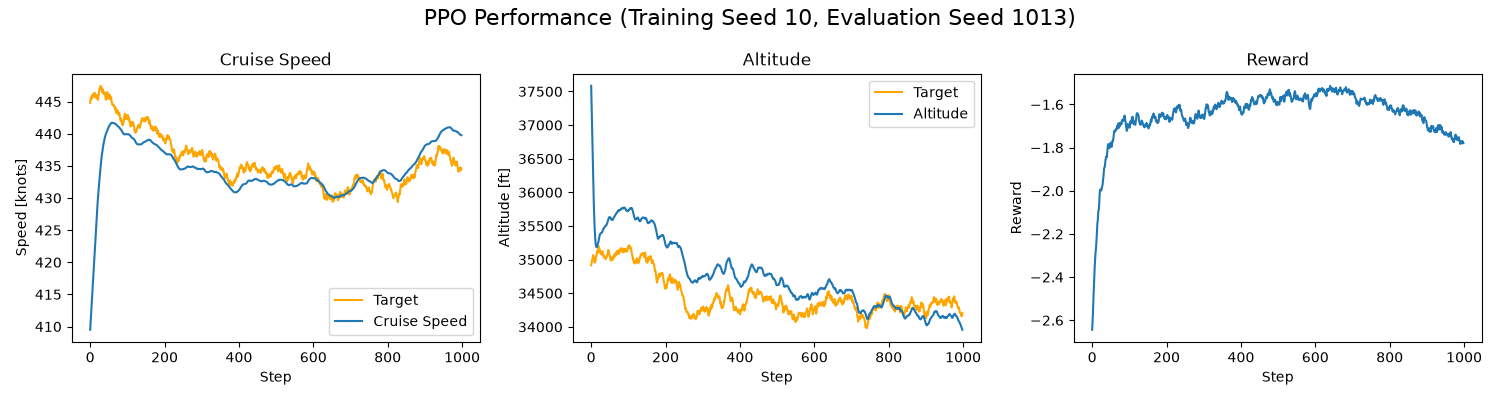 PPO Performance (Training Seed 10, Evaluation Seed 1013)
Cruise Speed
Speed [knots]
445
440
435
430
425
420
415
410
0 200 400 600 800 1000
Step
Target
Cruise Speed
Altitude
Altitude [ft]
37500
37000
36500
36000
35500
35000
34500
34000
0 200 400 600 800 1000
Step
Target
Altitude
Reward
Reward
−1.6
−1.8
−2.0
−2.2
−2.4
−2.6
0 200 400 600 800 1000
Step